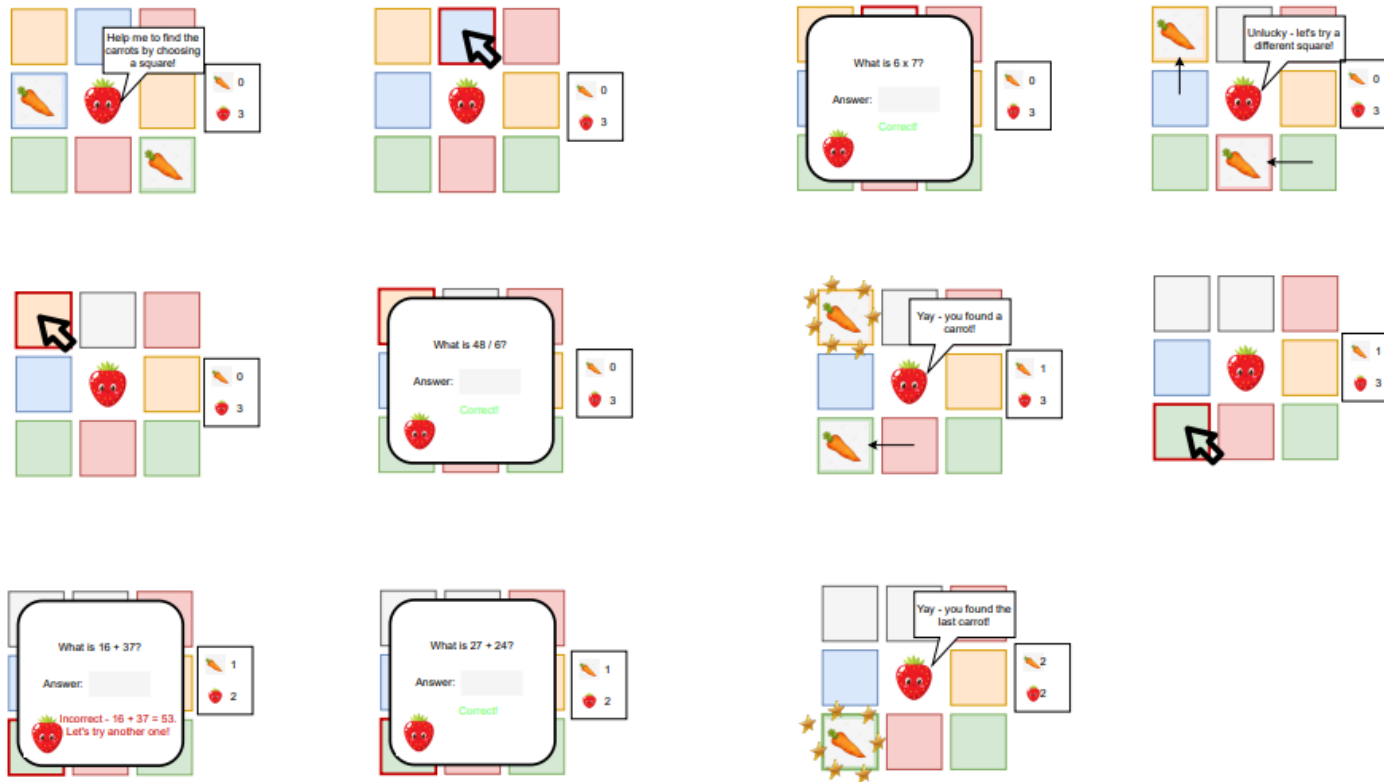 Help me to find the
carrots by choosing
a square!
0
3
0
3
What is 6 x 7?
Answer:
Correct!
0
3
Unlucky - let's try a
different square!
0
3
0
3
What is 48 / 6?
Answer:
Correct!
0
3
Yay - you found a
carrot!
1
3
1
3
What is 16 + 37?
Answer:
Incorrect - 16 + 37 = 53.
Let's try another one!
1
2
What is 27 + 24?
Answer:
Correct!
1
2
Yay - you found the
last carrot!
2
2